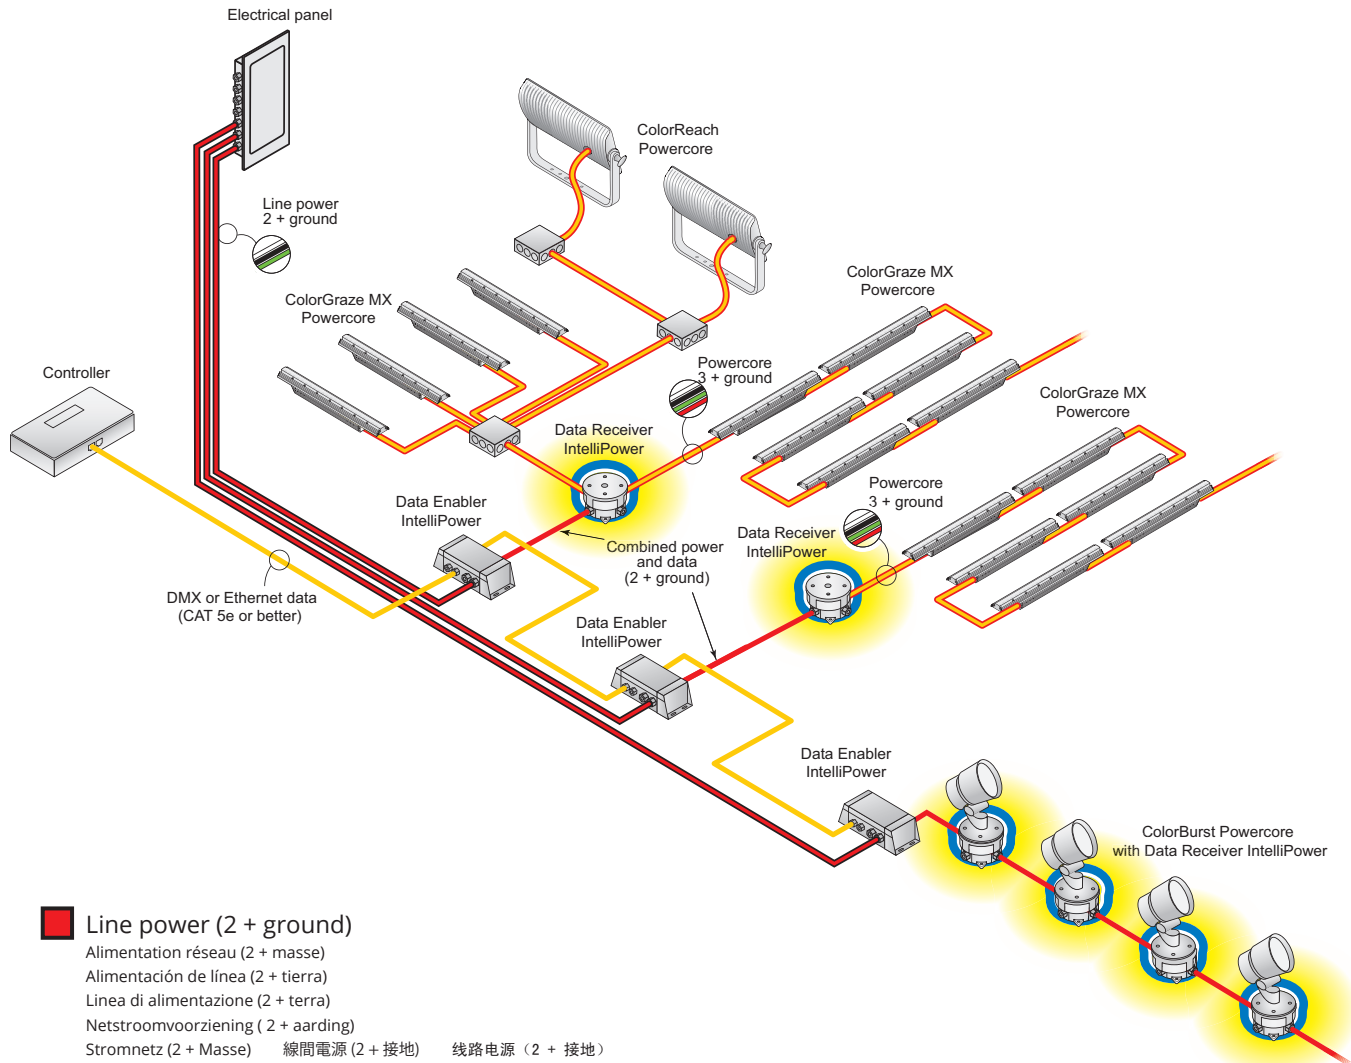 Electrical panel
ColorReach
Powercore
Line power
2 + ground
ColorGraze MX
Powercore
ColorGraze MX
Powercore
Controller
Powercore
3 + ground
ColorGraze MX
Powercore
Data Receiver
IntelliPower
Data Enabler
IntelliPower
Powercore
3 + ground
Combined power
and data
(2 + ground)
Data Receiver
IntelliPower
DMX or Ethernet data
(CAT 5e or better)
Data Enabler
IntelliPower
Data Enabler
IntelliPower
ColorBurst Powercore
with Data Receiver IntelliPower
Line power (2 + ground)
Alimentation réseau (2 + masse)
Alimentación de línea (2 + tierra)
Linea di alimentazione (2 + terra)
Netstroomvoorziening ( 2 + aarding)
Stromnetz (2 + Masse) 線間電源 (2 + 接地) 线路电源（2 + 接地）